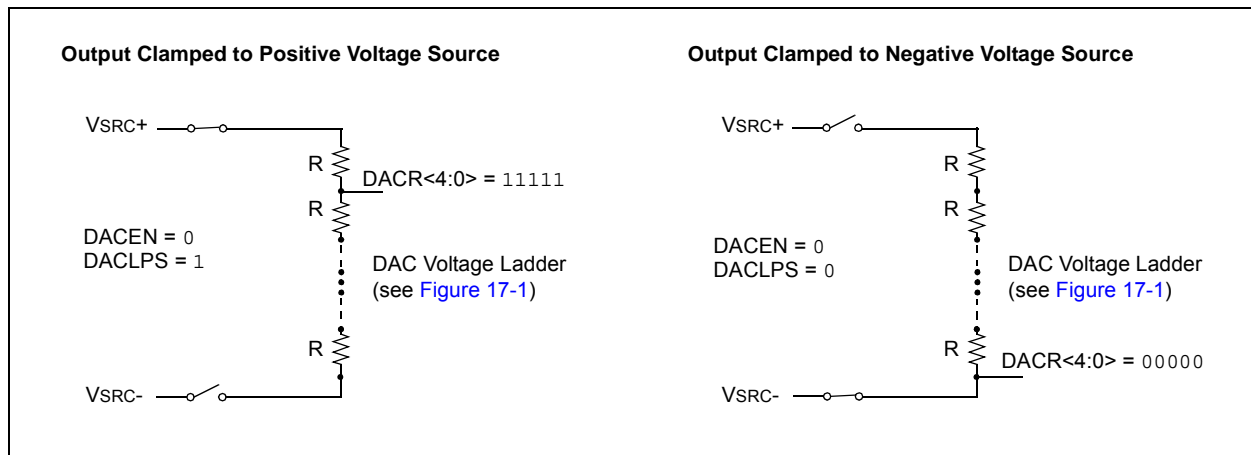 Output Clamped to Positive Voltage Source
VSRC+
R
DACR<4:0> = 11111
R
DACEN = 0
DACLPS = 1
DAC Voltage Ladder
(see Figure 17-1)
R
VSRC-
Output Clamped to Negative Voltage Source
VSRC+
R
R
DACEN = 0
DACLPS = 0
DAC Voltage Ladder
(see Figure 17-1)
R
DACR<4:0> = 00000
VSRC-